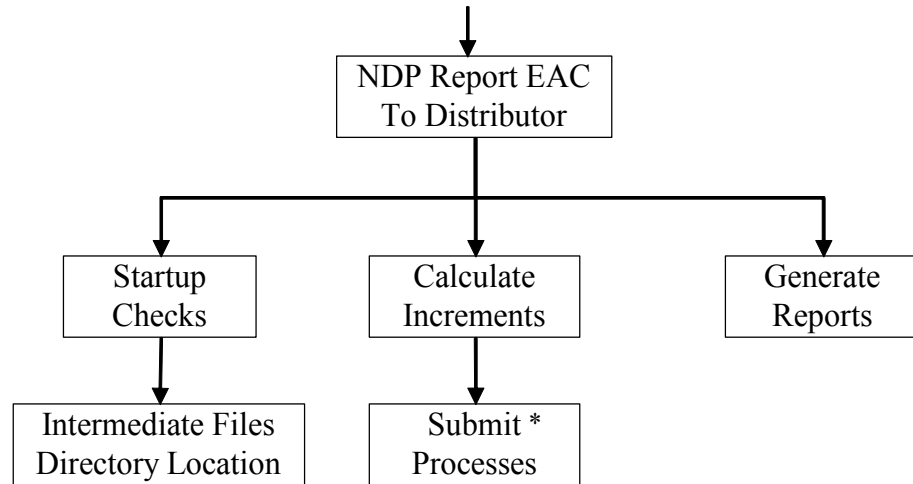 NDP Report EAC
To Distributor
Startup
Checks
Calculate
Increments
Generate
Reports
Intermediate Files
Directory Location
Submit *
Processes